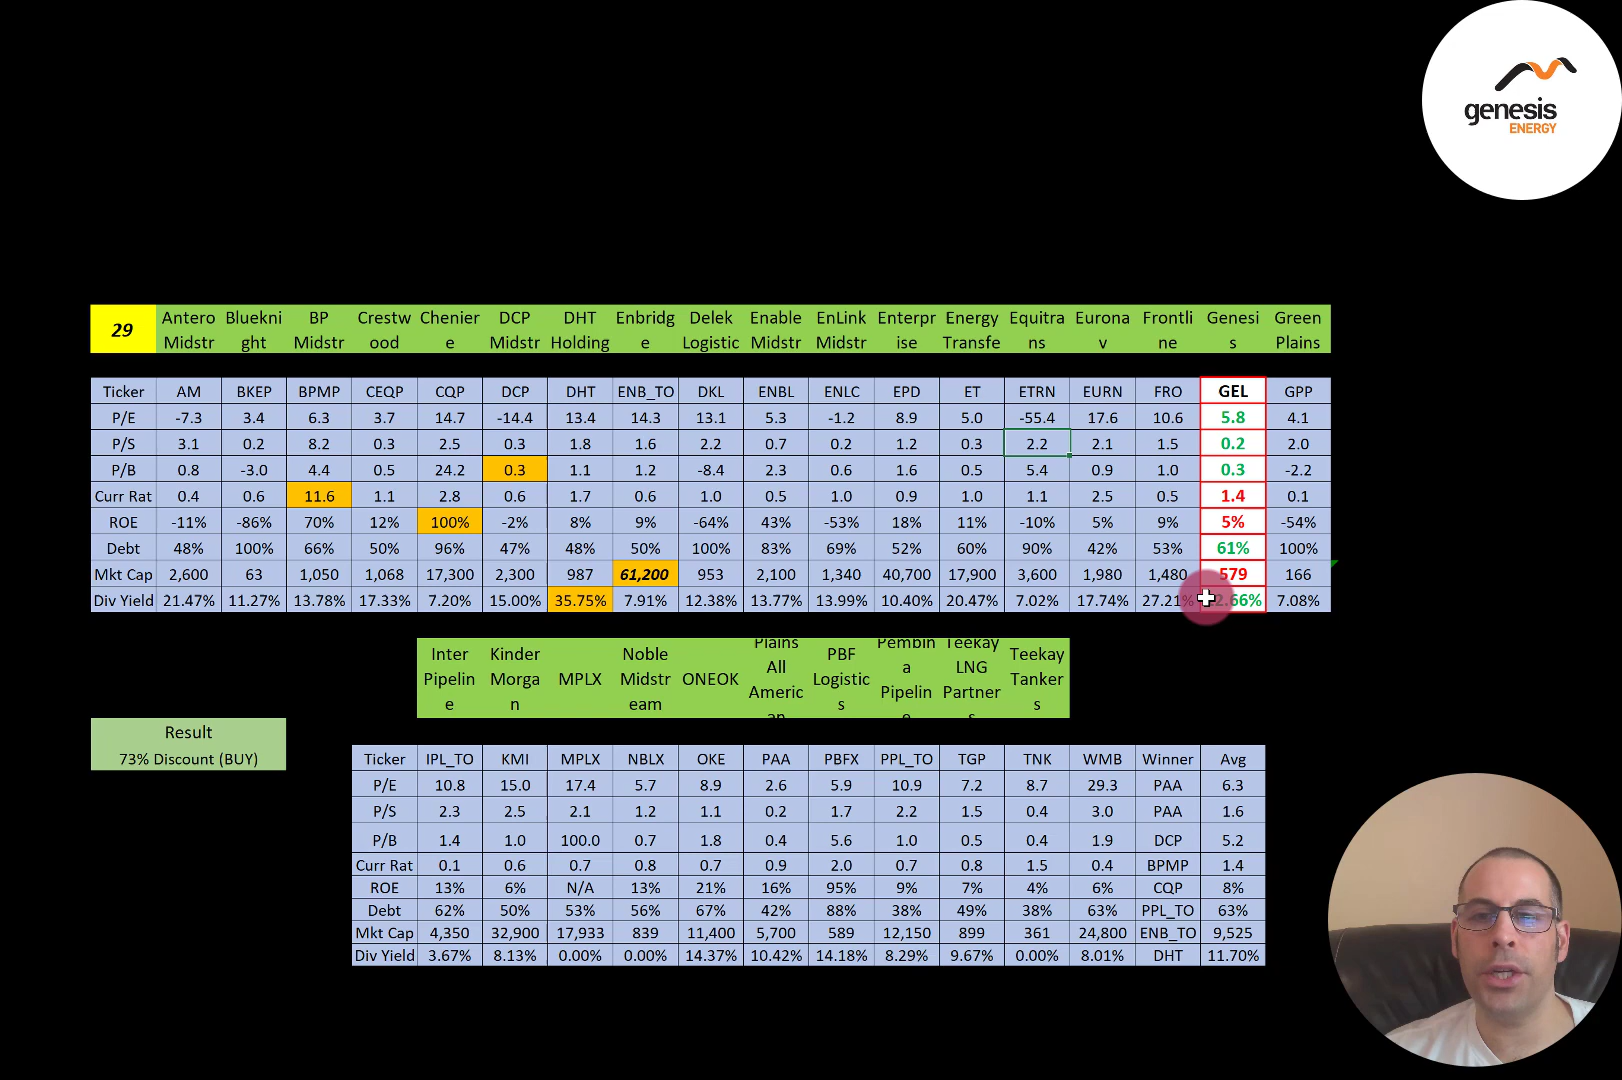 genesis
ENERGY
29 Antero Blueknig BP Crestw Chenier DCP DHT Enbridg Delek Enable EnLink Enterpr Energy Equitra Eurona Frontli Genesi Green
Midstr ght Midstr ood e Midstr Holding e Logistic Midstr Midstr ise Transfe ns v ne s Plains
Ticker AM BKEP BPMP CEQP CQP DCP DHT ENB_TO DKL ENBL ENLC EPD ET ETRN EURN FRO GEL GPP
P/E -7.3 3.4 6.3 3.7 14.7 -14.4 13.4 14.3 13.1 5.3 -1.2 8.9 5.0 -55.4 17.6 10.6 5.8 4.1
P/S 3.1 0.2 8.2 0.3 2.5 0.3 1.8 1.6 2.2 0.7 0.2 1.2 0.3 2.2 2.1 1.5 0.2 2.0
P/B 0.8 -3.0 4.4 0.5 24.2 0.3 1.1 1.2 -8.4 2.3 0.6 1.6 0.5 5.4 0.9 1.0 0.3 -2.2
Curr Rat 0.4 0.6 11.6 1.1 2.8 0.6 1.7 0.6 1.0 0.5 1.0 0.9 1.0 1.1 2.5 0.5 1.4 0.1
ROE -11% -86% 70% 12% 100% -2% 8% 9% -64% 43% -53% 18% 11% -10% 5% 9% 5% -54%
Debt 48% 100% 66% 50% 96% 47% 48% 50% 100% 83% 69% 52% 60% 90% 42% 53% 61% 100%
Mkt Cap 2,600 63 1,050 1,068 17,300 2,300 987 61,200 953 2,100 1,340 40,700 17,900 3,600 1,980 1,480 579 166
Div Yield 21.47% 11.27% 13.78% 17.33% 7.20% 15.00% 35.75% 7.91% 12.38% 13.77% 13.99% 10.40% 20.47% 7.02% 17.74% 27.21% 7.08%
Inter Pipelin e
Kinder Morga n
MPLX
Noble Midstr eam
ONEOK
Plains All Americ an
PBF Logistic s
Pembin a Pipelin e
Teekay LNG Partner s
Teekay Tanker s
Result
73% Discount (BUY)
Ticker IPL_TO KMI MPLX NBLX OKE PAA PBFX PPL_TO TGP TNK WMB Winner Avg
P/E 10.8 15.0 17.4 5.7 8.9 2.6 5.9 10.9 7.2 8.7 29.3 PAA 6.3
P/S 2.3 2.5 2.1 1.2 1.1 0.2 1.7 2.2 1.5 0.4 3.0 PAA 1.6
P/B 1.4 1.0 100.0 0.7 1.8 0.4 5.6 1.0 0.5 0.4 1.9 DCP 5.2
Curr Rat 0.1 0.6 0.7 0.8 0.7 0.9 2.0 0.7 0.8 1.5 0.4 BPMP 1.4
ROE 13% 6% N/A 13% 21% 16% 95% 9% 7% 4% 6% CQP 8%
Debt 62% 50% 53% 56% 67% 42% 88% 38% 49% 38% 63% PPL_TO 63%
Mkt Cap 4,350 32,900 17,933 839 11,400 5,700 589 12,150 899 361 24,800 ENB_TO 9,525
Div Yield 3.67% 8.13% 0.00% 0.00% 14.37% 10.42% 14.18% 8.29% 9.67% 0.00% 8.01% DHT 11.70%